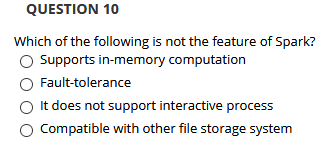 QUESTION 10
Which of the following is not the feature of Spark?
Supports in-memory computation
Fault-tolerance
It does not support interactive process
Compatible with other file storage system